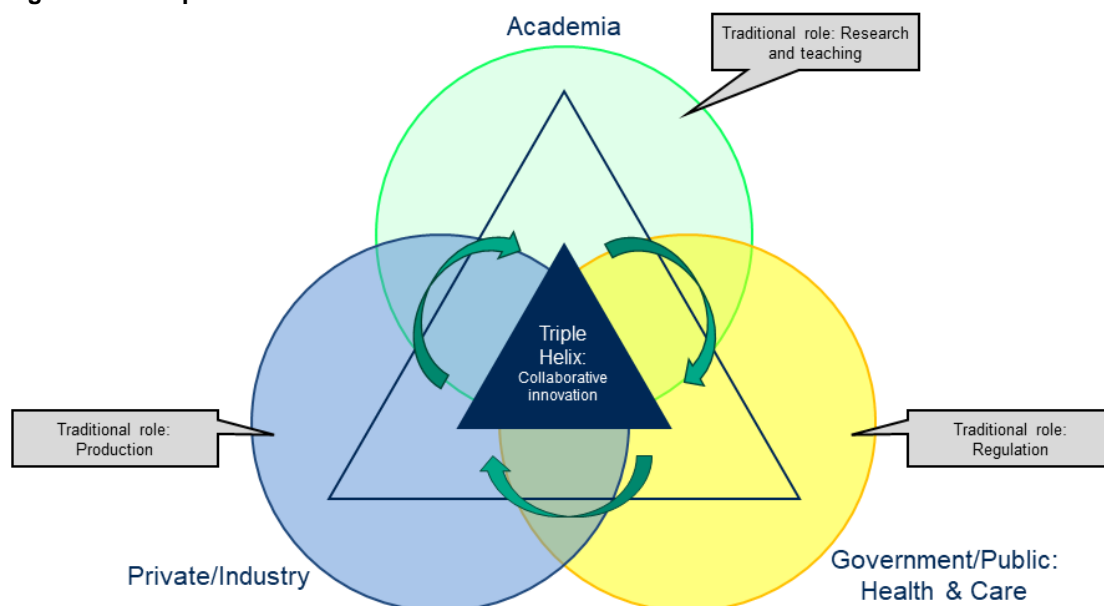 Academia
Traditional role: Research
and teaching
Triple
Helix:
Collaborative
innovation
Traditional role:
Production
Traditional role:
Regulation
Private/Industry
Government/Public:
Health & Care